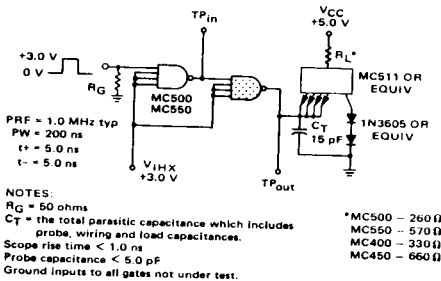 TPin
VCC
+5.0 V
+3.0 V
0 V
RL*
RG
MC500
MC550
MC511 OR
EQUIV
PRF = 1.0 MHz typ
PW = 200 ns
t+ = 5.0 ns
t− = 5.0 ns
CT
15 pF
1N3605 OR
EQUIV
VIHX
+3.0 V
TPout
NOTES:
RG = 50 ohms
CT = the total parasitic capacitance which includes
probe, wiring and load capacitances.
Scope rise time < 1.0 ns
Probe capacitance < 5.0 pF
Ground inputs to all gates not under test.
*MC500 – 260Ω
MC550 – 570Ω
MC400 – 330Ω
MC450 – 660Ω